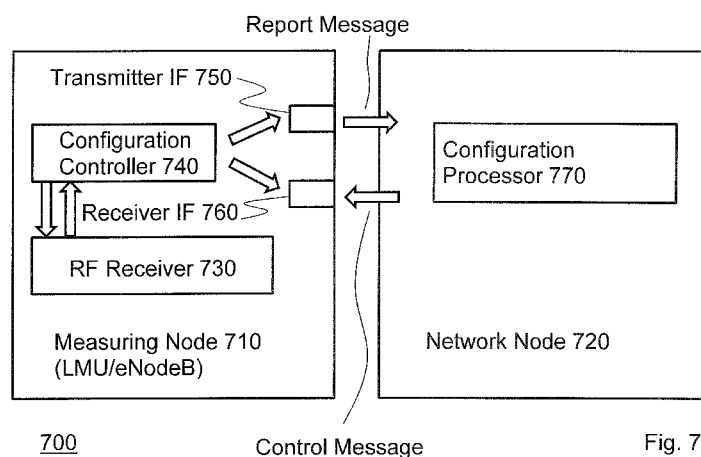 Report Message
Transmitter IF 750
Configuration
Controller 740
Receiver IF 760
RF Receiver 730
Measuring Node 710
(LMU/eNodeB)
Configuration
Processor 770
Network Node 720
700
Control Message
Fig. 7